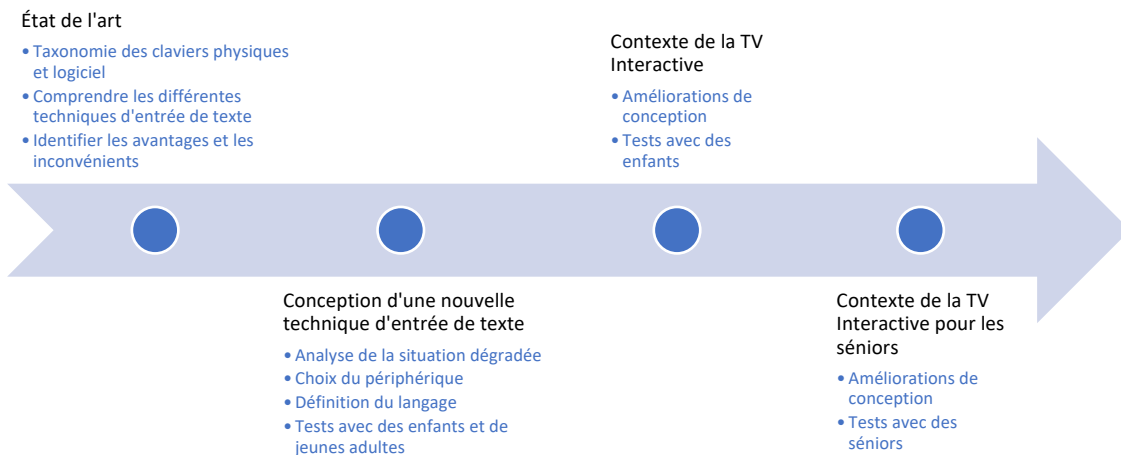 État de l'art
• Taxonomie des claviers physiques
et logiciel
• Comprendre les différentes
techniques d'entrée de texte
• Identifier les avantages et les
inconvénients
Conception d'une nouvelle
technique d'entrée de texte
• Analyse de la situation dégradée
• Choix du périphérique
• Définition du langage
• Tests avec des enfants et de
jeunes adultes
Contexte de la TV
Interactive
• Améliorations de
conception
• Tests avec des
enfants
Contexte de la TV
Interactive pour les
séniors
• Améliorations de
conception
• Tests avec des
séniors